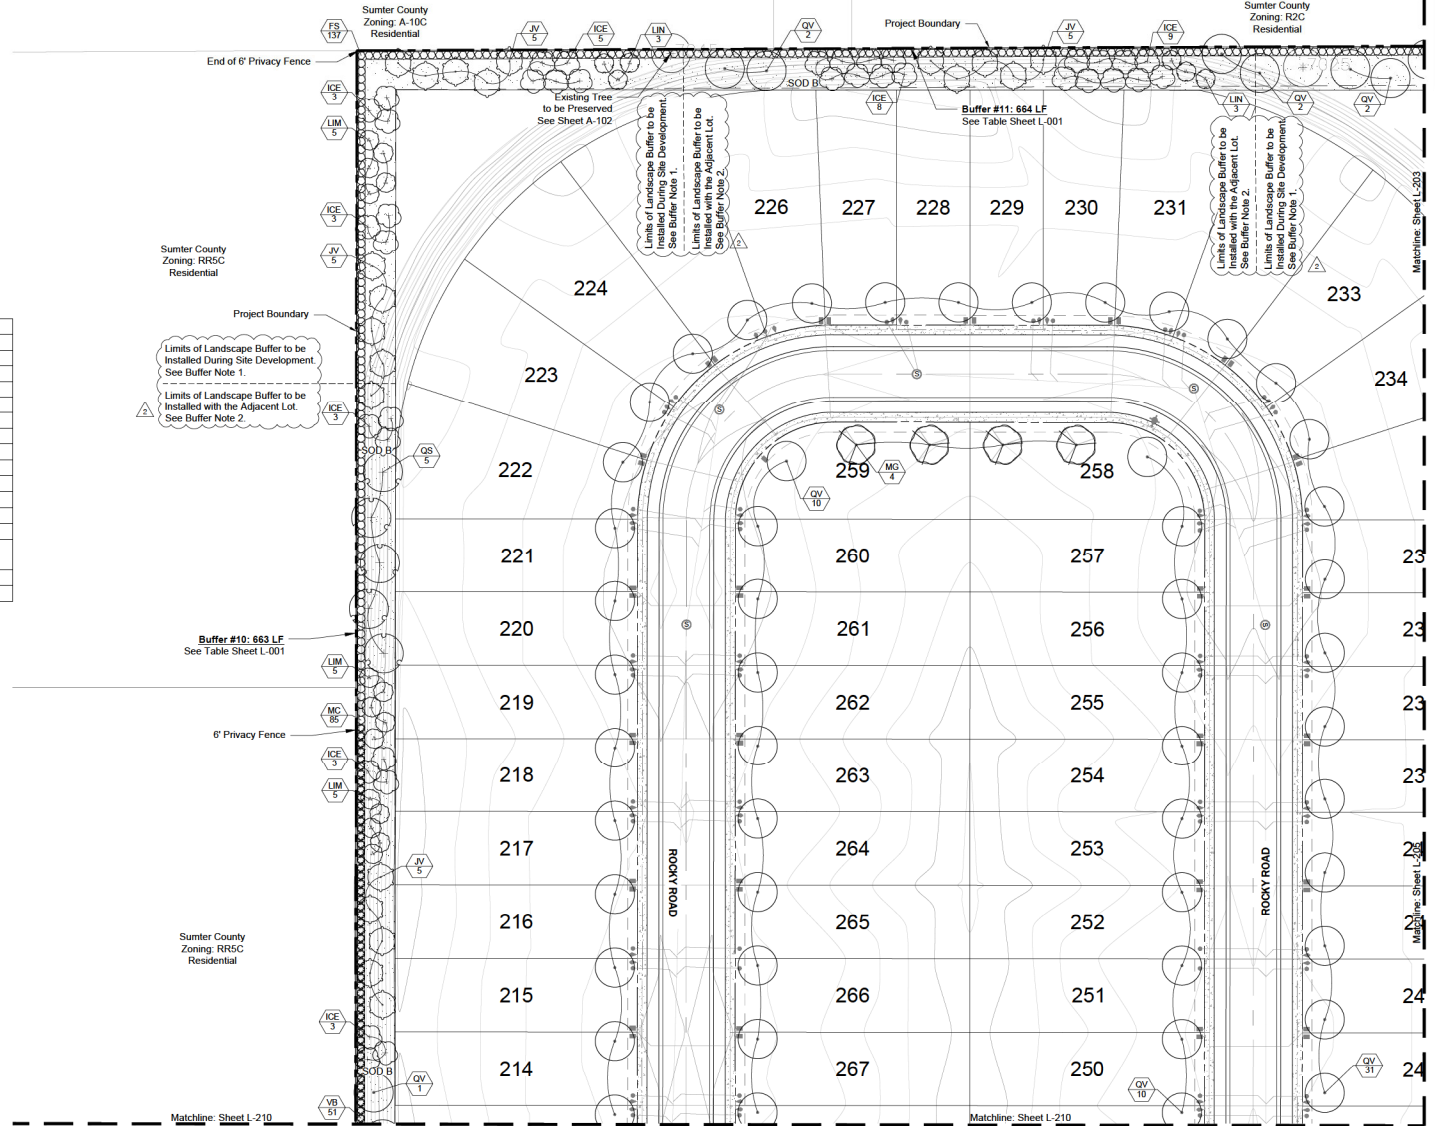 Sumter County
Zoning: A-10C
Residential
Sumter County
Zoning: R2C
Residential
FS
137
JV
5
ICE
5
LIN
3
QV
2
Project Boundary
JV
5
ICE
9
End of 6' Privacy Fence
ICE
3
LIM
5
SOD B
Existing Tree
to be Preserved
See Sheet A-102
ICE
8
Buffer #11: 664 LF
See Table Sheet L-001
LIN
3
QV
2
QV
2
Limits of Landscape Buffer to be
Installed During Site Development.
See Buffer Note 1.
Limits of Landscape Buffer to be
Installed with the Adjacent Lot.
See Buffer Note 2.
2
Limits of Landscape Buffer to be
Installed with the Adjacent Lot.
See Buffer Note 2.
Limits of Landscape Buffer to be
Installed During Site Development.
See Buffer Note 1.
2
Matchline: Sheet L-203
226
227
228
229
230
231
ICE
3
JV
5
Sumter County
Zoning: RR5C
Residential
224
233
Project Boundary
Limits of Landscape Buffer to be
Installed During Site Development.
See Buffer Note 1.
Limits of Landscape Buffer to be
Installed with the Adjacent Lot.
See Buffer Note 2.
2
223
234
S
S
S
ICE
3
SOD B
QS
5
222
259
MG
4
258
QV
10
221
260
257
23
Buffer #10: 663 LF
See Table Sheet L-001
220
261
256
23
S
S
LIM
5
MC
85
6' Privacy Fence
219
262
255
23
ICE
3
LIM
5
218
263
254
23
JV
5
217
264
253
24
ROCKY ROAD
ROCKY ROAD
Matchline: Sheet L-205
Sumter County
Zoning: RR5C
Residential
216
265
252
24
215
266
251
24
ICE
3
SOD B
QV
1
214
267
250
24
QV
10
QV
31
VB
51
Matchline: Sheet L-210
Matchline: Sheet L-210